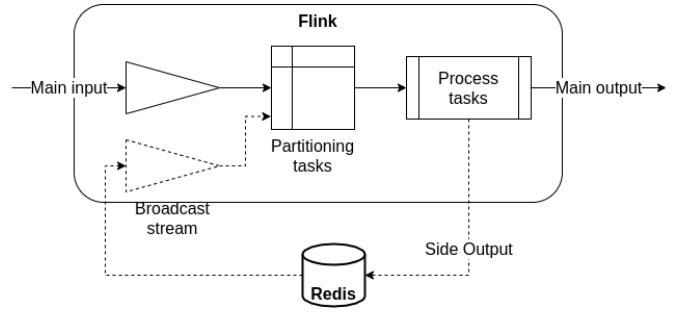 Flink
Main input
Process
tasks
Main output
Partitioning
tasks
Broadcast
stream
Side Output
Redis